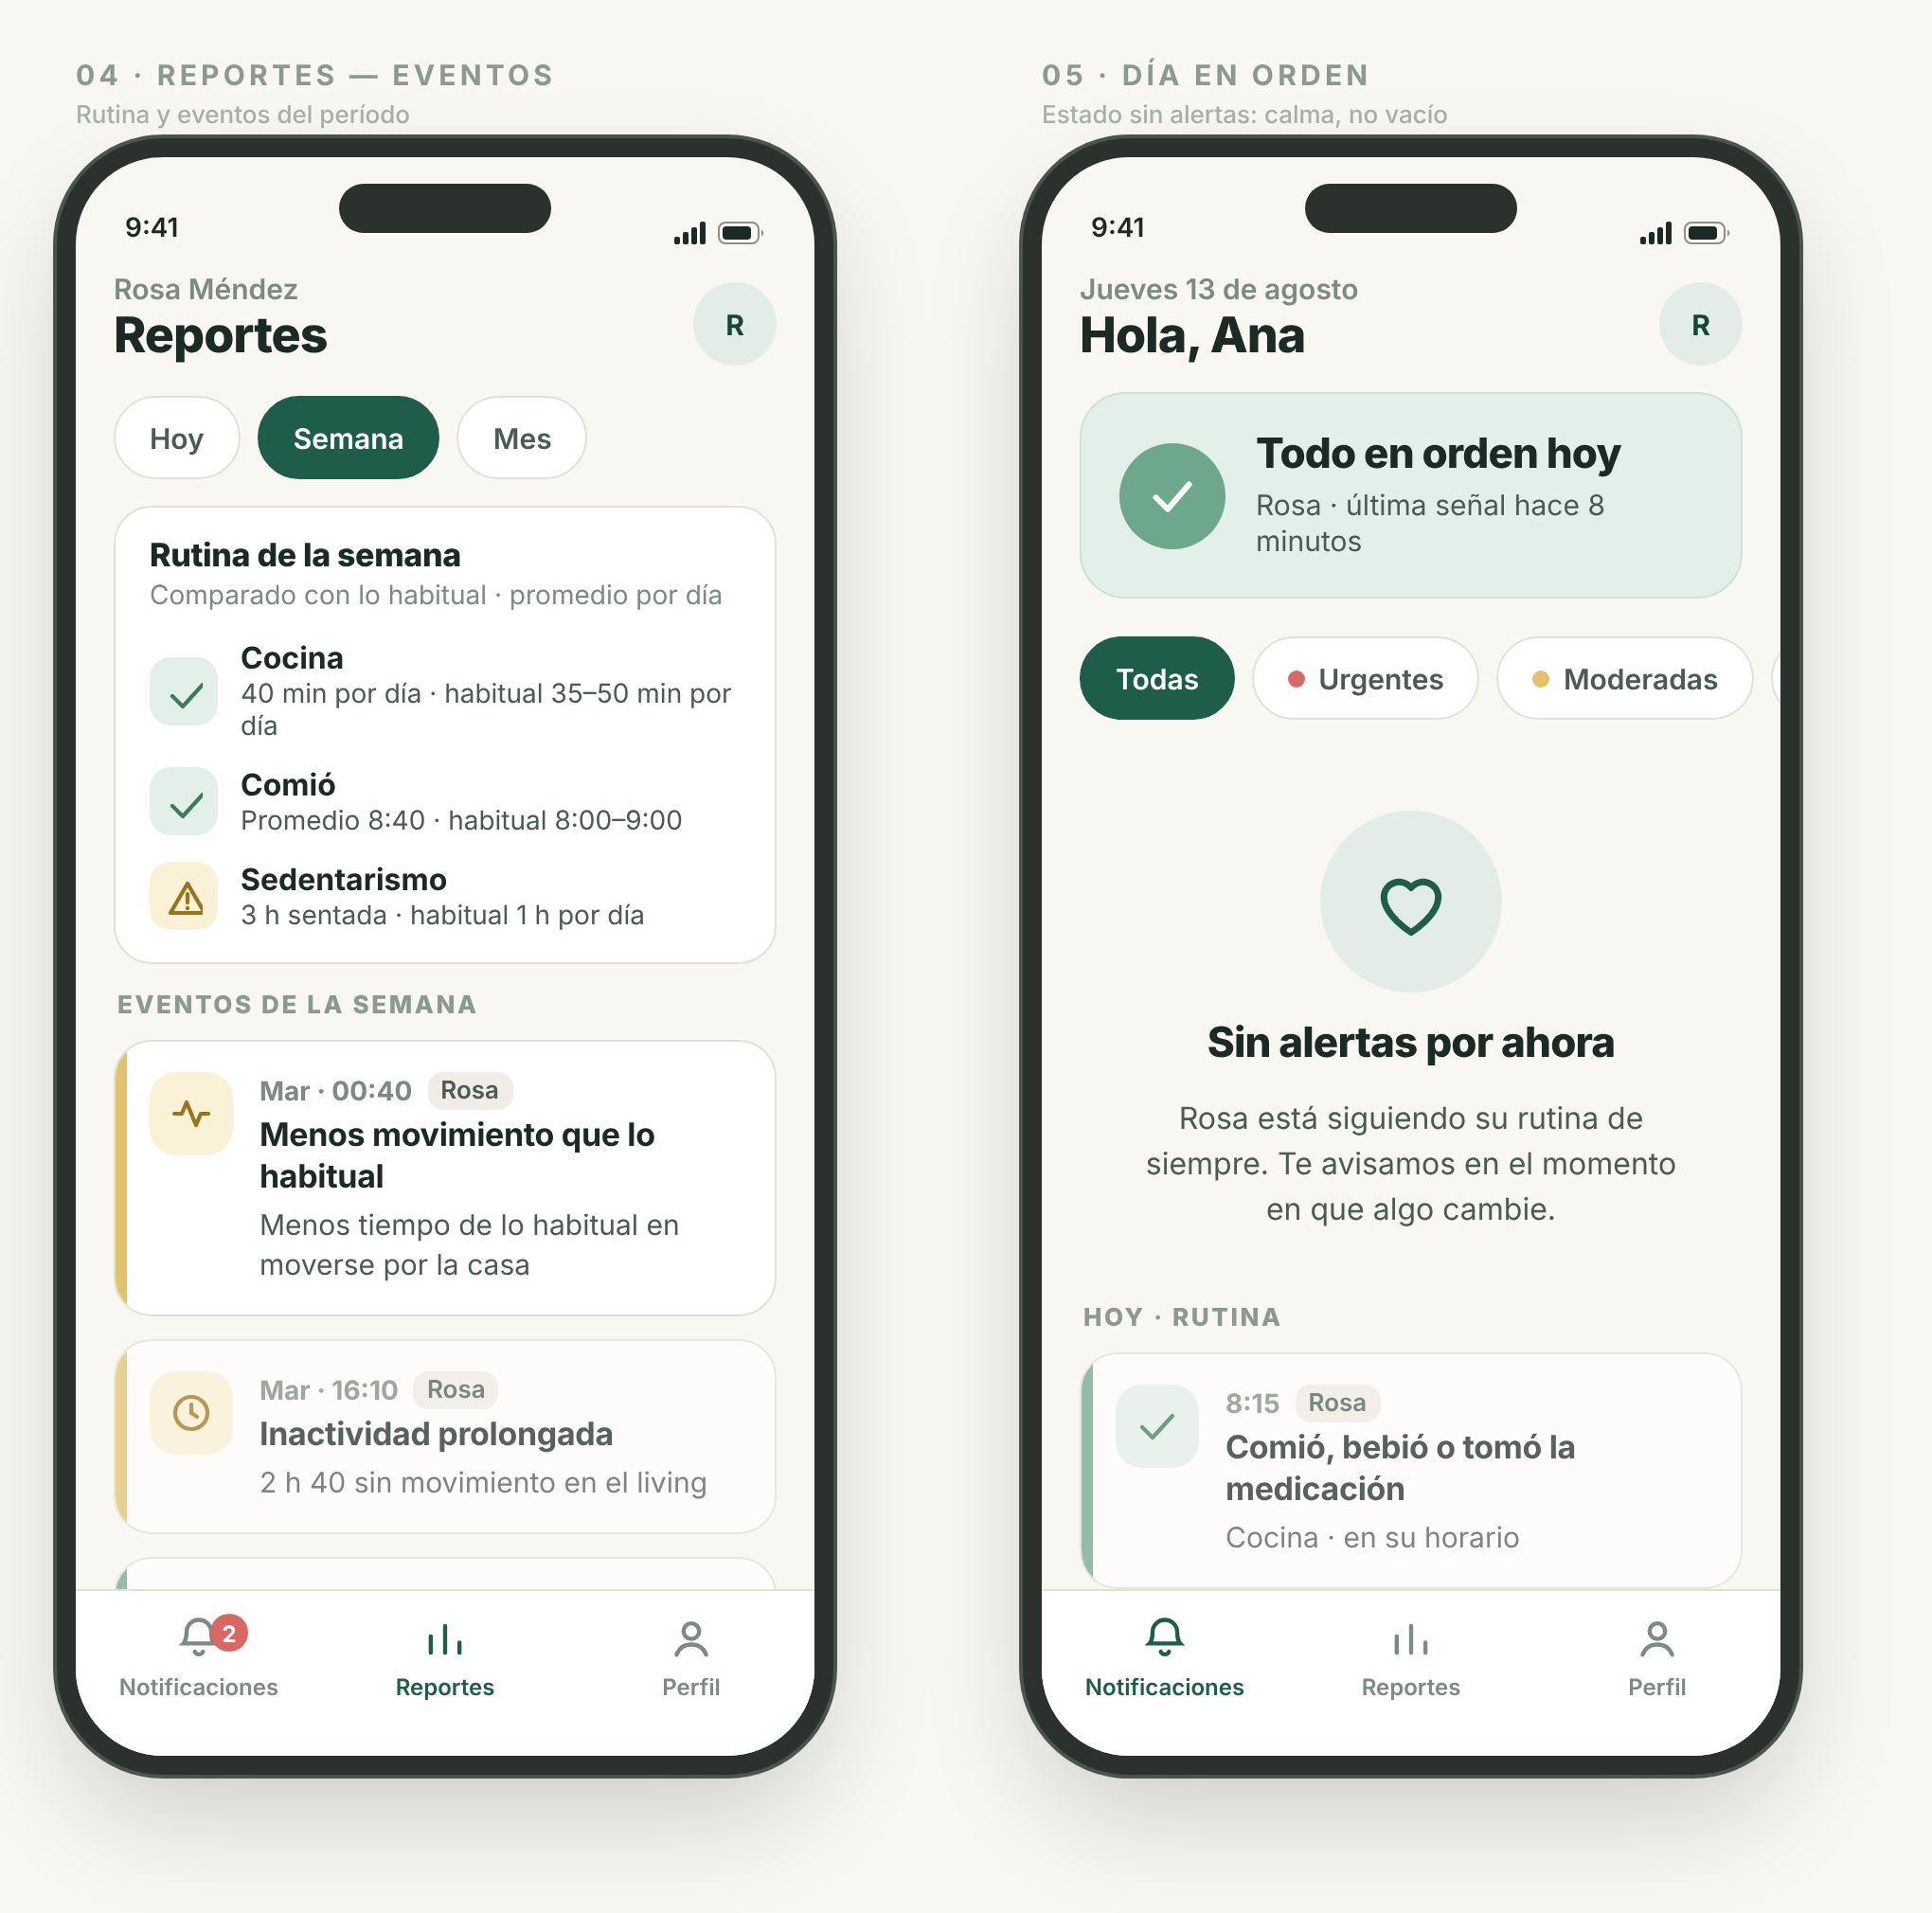 04 · REPORTES — EVENTOS
Rutina y eventos del período
9:41
Rosa Méndez
Reportes
R
Hoy
Semana
Mes
Rutina de la semana
Comparado con lo habitual · promedio por día
Cocina
40 min por día · habitual 35–50 min por
día
Comió
Promedio 8:40 · habitual 8:00–9:00
Sedentarismo
3 h sentada · habitual 1 h por día
EVENTOS DE LA SEMANA
Mar · 00:40 Rosa
Menos movimiento que lo
habitual
Menos tiempo de lo habitual en
moverse por la casa
Mar · 16:10 Rosa
Inactividad prolongada
2 h 40 sin movimiento en el living
2
Notificaciones
Reportes
Perfil
05 · DÍA EN ORDEN
Estado sin alertas: calma, no vacío
9:41
Jueves 13 de agosto
Hola, Ana
R
Todo en orden hoy
Rosa · última señal hace 8
minutos
Todas
Urgentes
Moderadas
Sin alertas por ahora
Rosa está siguiendo su rutina de
siempre. Te avisamos en el momento
en que algo cambie.
HOY · RUTINA
8:15 Rosa
Comió, bebió o tomó la
medicación
Cocina · en su horario
Notificaciones
Reportes
Perfil